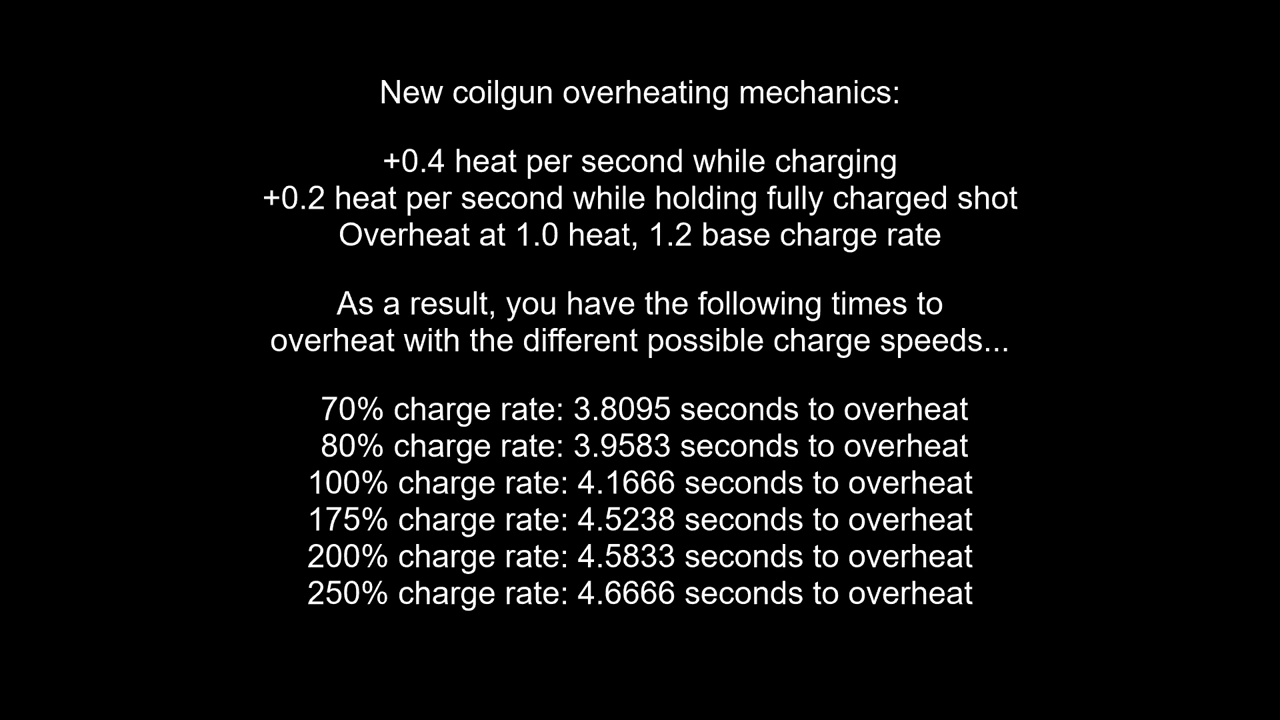 New coilgun overheating mechanics:
+0.4 heat per second while charging
+0.2 heat per second while holding fully charged shot
Overheat at 1.0 heat, 1.2 base charge rate
As a result, you have the following times to
overheat with the different possible charge speeds...
70% charge rate: 3.8095 seconds to overheat
80% charge rate: 3.9583 seconds to overheat
100% charge rate: 4.1666 seconds to overheat
175% charge rate: 4.5238 seconds to overheat
200% charge rate: 4.5833 seconds to overheat
250% charge rate: 4.6666 seconds to overheat